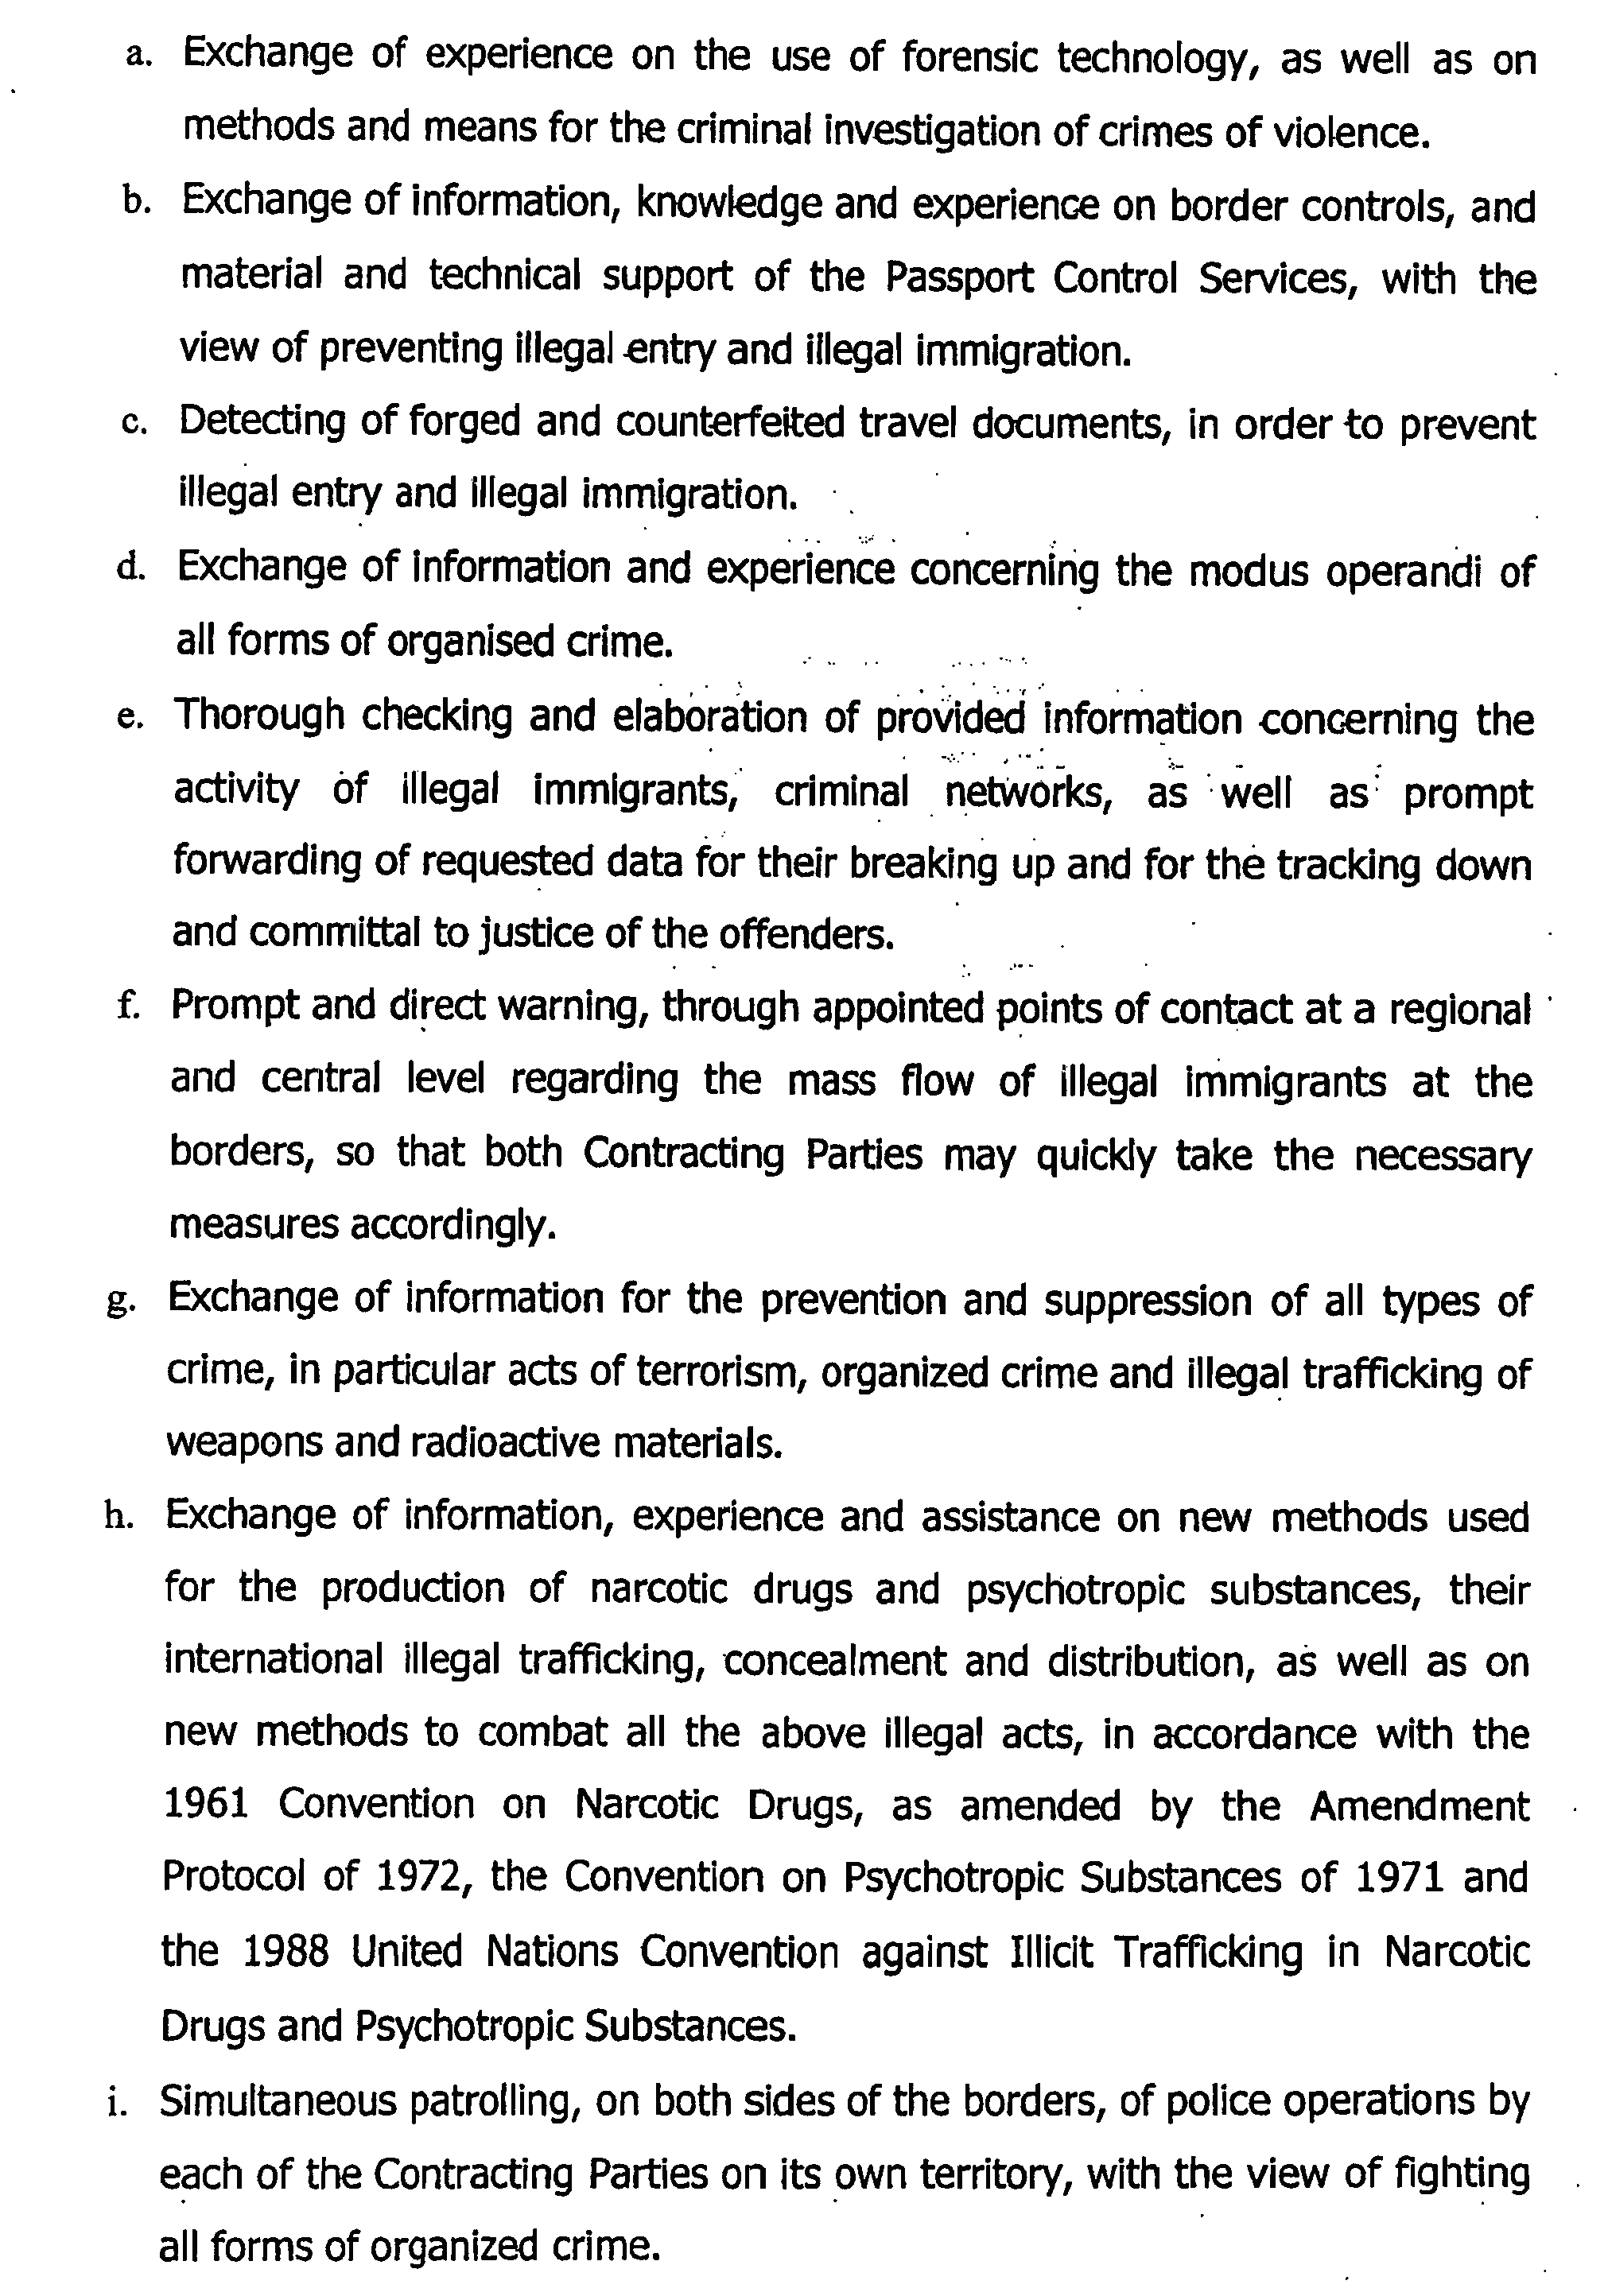 a. Exchange of experience on the use of forensic technology, as well as on
methods and means for the criminal investigation of crimes of violence.
b. Exchange of information, knowledge and experience on border controls, and
material and technical support of the Passport Control Services, with the
view of preventing illegal entry and illegal immigration.
c. Detecting of forged and counterfeited travel documents, in order to prevent
illegal entry and illegal immigration.
d. Exchange of information and experience concerning the modus operandi of
all forms of organised crime.
e. Thorough checking and elaboration of provided information concerning the
activity of illegal immigrants, criminal networks, as well as prompt
forwarding of requested data for their breaking up and for the tracking down
and committal to justice of the offenders.
f. Prompt and direct warning, through appointed points of contact at a regional
and central level regarding the mass flow of illegal immigrants at the
borders, so that both Contracting Parties may quickly take the necessary
measures accordingly.
g. Exchange of information for the prevention and suppression of all types of
crime, in particular acts of terrorism, organized crime and illegal trafficking of
weapons and radioactive materials.
h. Exchange of information, experience and assistance on new methods used
for the production of narcotic drugs and psychotropic substances, their
international illegal trafficking, concealment and distribution, as well as on
new methods to combat all the above illegal acts, in accordance with the
1961 Convention on Narcotic Drugs, as amended by the Amendment
Protocol of 1972, the Convention on Psychotropic Substances of 1971 and
the 1988 United Nations Convention against Illicit Trafficking in Narcotic
Drugs and Psychotropic Substances.
i. Simultaneous patrolling, on both sides of the borders, of police operations by
each of the Contracting Parties on its own territory, with the view of fighting
all forms of organized crime.